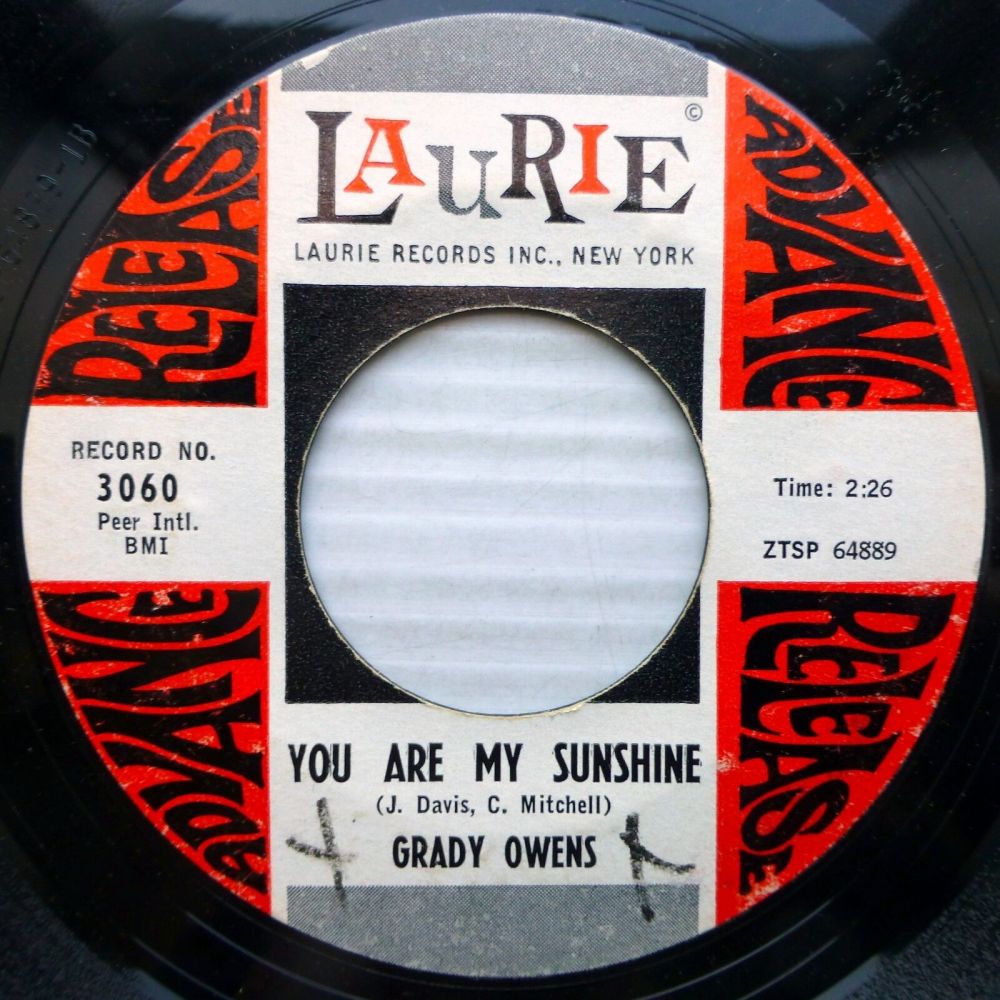 LAURIE ©
LAURIE RECORDS INC., NEW YORK
ADVANCE
RELEASE
RECORD NO.
3060
Peer Intl.
BMI
Time: 2:26
ZTSP 64889
ADVANCE
RELEASE
YOU ARE MY SUNSHINE
(J. Davis, C. Mitchell)
GRADY OWENS